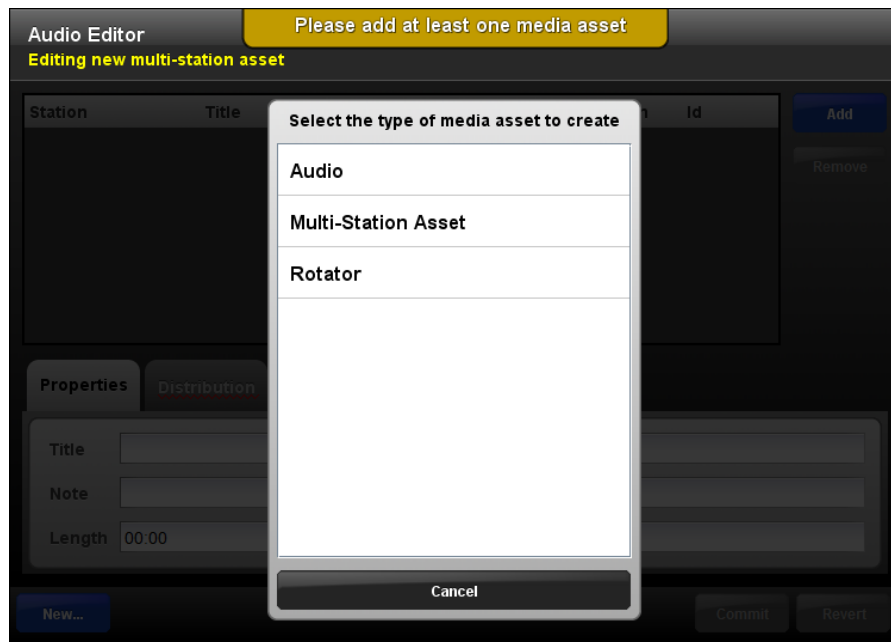 Please add at least one media asset
Audio Editor
Editing new multi-station asset
Station Title Id
Add
Remove
Select the type of media asset to create
Audio
Multi-Station Asset
Rotator
Cancel
Properties Distribution
Title
Note
Length 00:00
New... Commit Revert